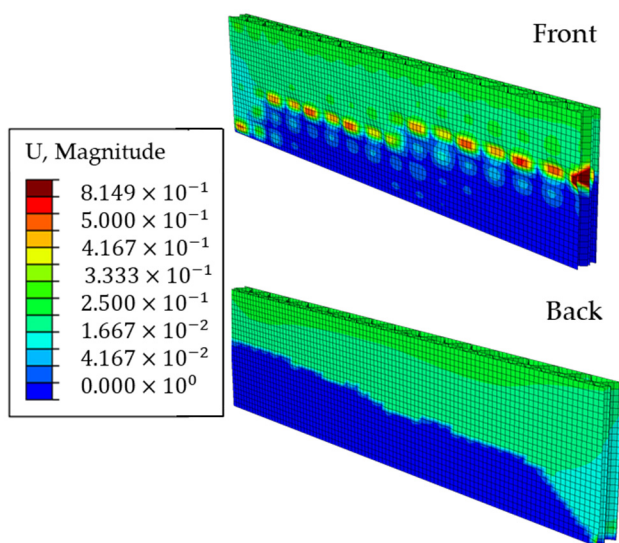 Front
U, Magnitude
8.149 × 10⁻¹
5.000 × 10⁻¹
4.167 × 10⁻¹
3.333 × 10⁻¹
2.500 × 10⁻¹
1.667 × 10⁻²
4.167 × 10⁻²
0.000 × 10⁰
Back